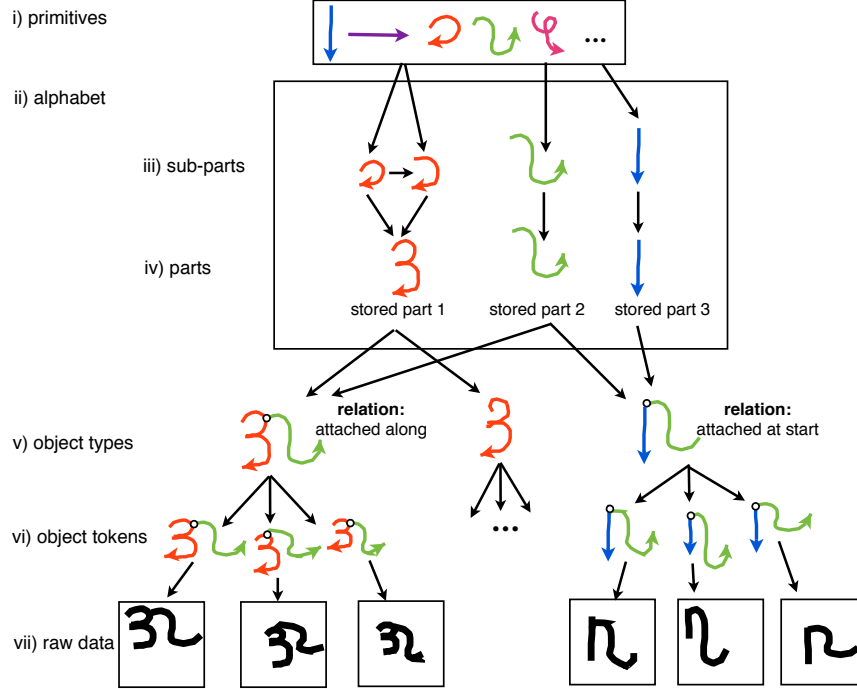 i) primitives
...
ii) alphabet
iii) sub-parts
iv) parts
stored part 1 stored part 2 stored part 3
relation:
attached along
relation:
attached at start
v) object types
...
vi) object tokens
vii) raw data